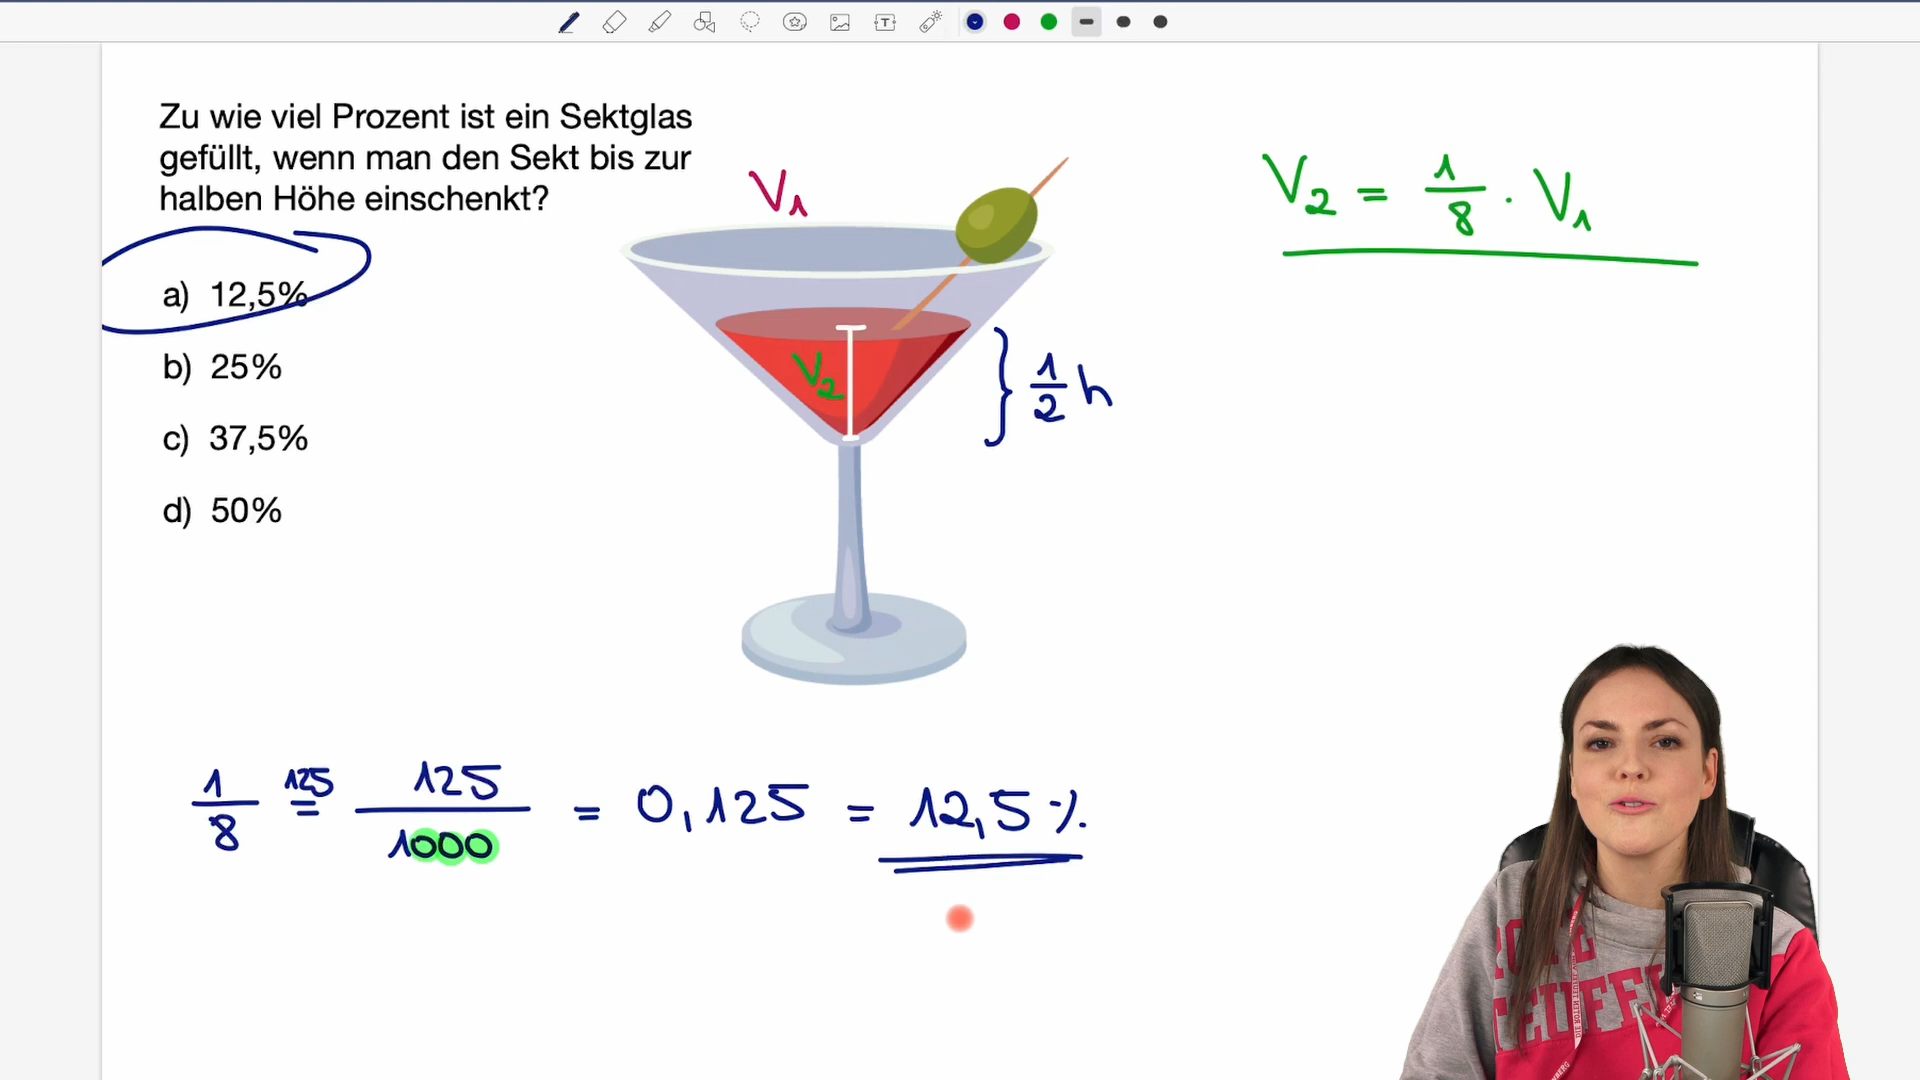 Zu wie viel Prozent ist ein Sektglas
gefüllt, wenn man den Sekt bis zur
halben Höhe einschenkt?
a) 12,5%
b) 25%
c) 37,5%
d) 50%
V₁
V₂
} 1/2 h
V₂ = 1/8 · V₁
1/8 =^125 125/1000 = 0,125 = 12,5 %
T